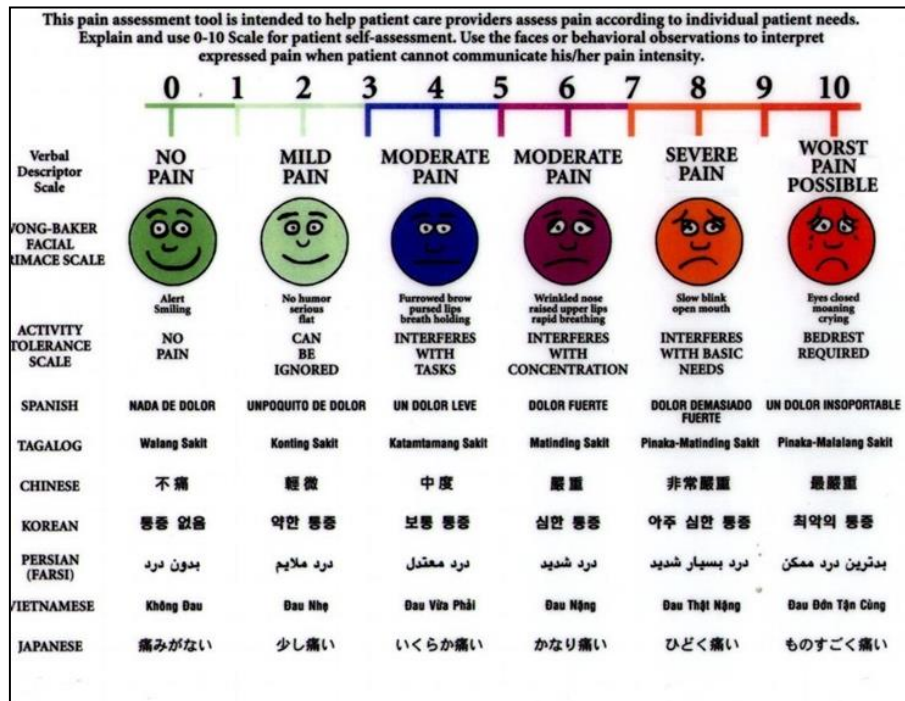 This pain assessment tool is intended to help patient care providers assess pain according to individual patient needs.
Explain and use 0-10 Scale for patient self-assessment. Use the faces or behavioral observations to interpret
expressed pain when patient cannot communicate his/her pain intensity.
0 1 2 3 4 5 6 7 8 9 10
Verbal Descriptor Scale
NO PAIN
MILD PAIN
MODERATE PAIN
MODERATE PAIN
SEVERE PAIN
WORST PAIN POSSIBLE
WONG-BAKER FACIAL RIMACE SCALE
Alert Smiling
No humor serious flat
Furrowed brow pursed lips breath holding
Wrinkled nose raised upper lips rapid breathing
Slow blink open mouth
Eyes closed moaning crying
ACTIVITY TOLERANCE SCALE
NO PAIN
CAN BE IGNORED
INTERFERES WITH TASKS
INTERFERES WITH CONCENTRATION
INTERFERES WITH BASIC NEEDS
BEDREST REQUIRED
SPANISH NADA DE DOLOR UNPOQUITO DE DOLOR UN DOLOR LEVE DOLOR FUERTE DOLOR DEMASIADO FUERTE UN DOLOR INSOPORTABLE
TAGALOG Walang Sakit Konting Sakit Katamtamang Sakit Matinding Sakit Pinaka-Matinding Sakit Pinaka-Malalang Sakit
CHINESE 不痛 輕微 中度 嚴重 非常嚴重 最嚴重
KOREAN 통증 없음 약한 통증 보통 통증 심한 통증 아주 심한 통증 최악의 통증
PERSIAN (FARSI) بدون درد درد ملایم درد معتدل درد شدید درد بسیار شدید بدترین درد ممکن
VIETNAMESE Không Đau Đau Nhẹ Đau Vừa Phải Đau Nặng Đau Thật Nặng Đau Đớn Tận Cùng
JAPANESE 痛みがない 少し痛い いくらか痛い かなり痛い ひどく痛い ものすごく痛い